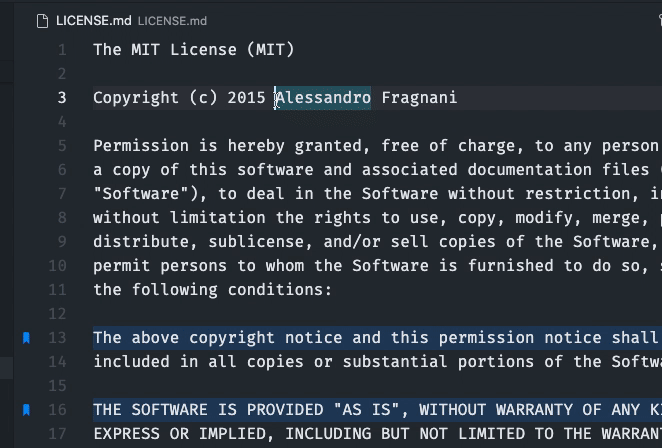 LICENSE.md LICENSE.md
1 The MIT License (MIT)
2
3 Copyright (c) 2015 Alessandro Fragnani
4
5 Permission is hereby granted, free of charge, to any person
6 a copy of this software and associated documentation files
7 "Software"), to deal in the Software without restriction,
8 without limitation the rights to use, copy, modify, merge,
9 distribute, sublicense, and/or sell copies of the Software,
10 permit persons to whom the Software is furnished to do so,
11 the following conditions:
12
13 The above copyright notice and this permission notice shall
14 included in all copies or substantial portions of the
15
16 THE SOFTWARE IS PROVIDED "AS IS", WITHOUT WARRANTY OF ANY
17 EXPRESS OR IMPLIED, INCLUDING BUT NOT LIMITED TO THE